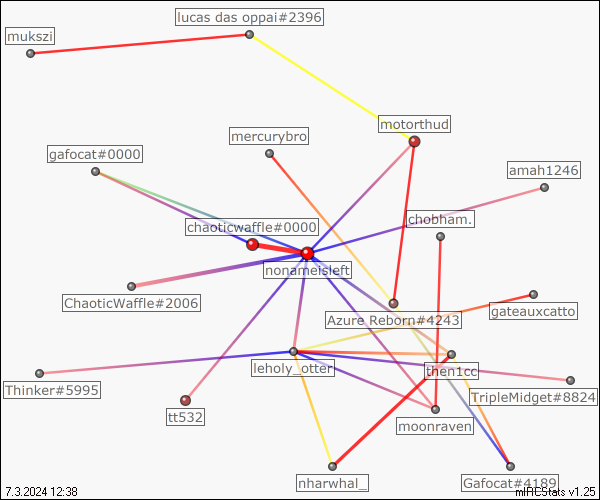 lucas das oppai#2396
mukszi
motorthud
mercurybro
gafocat#0000
amah1246
chobham.
chaoticwaffle#0000
nonameisleft
ChaoticWaffle#2006
gateauxcatto
Azure Reborn#4243
leholy_otter
then1cc
Thinker#5995
TripleMidget#8824
tt532
moonraven
nharwhal_
Gafocat#4189
7.3.2024 12:38
mIRCStats v1.25